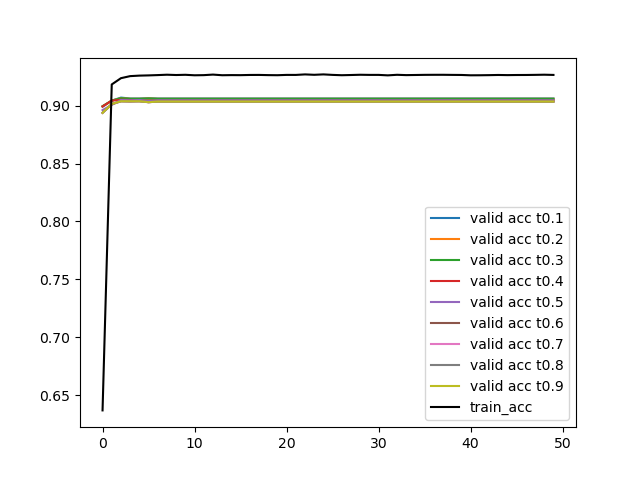 0.90
0.85
0.80
0.75
0.70
0.65
0
10
20
30
40
50
valid acc t0.1
valid acc t0.2
valid acc t0.3
valid acc t0.4
valid acc t0.5
valid acc t0.6
valid acc t0.7
valid acc t0.8
valid acc t0.9
train_acc